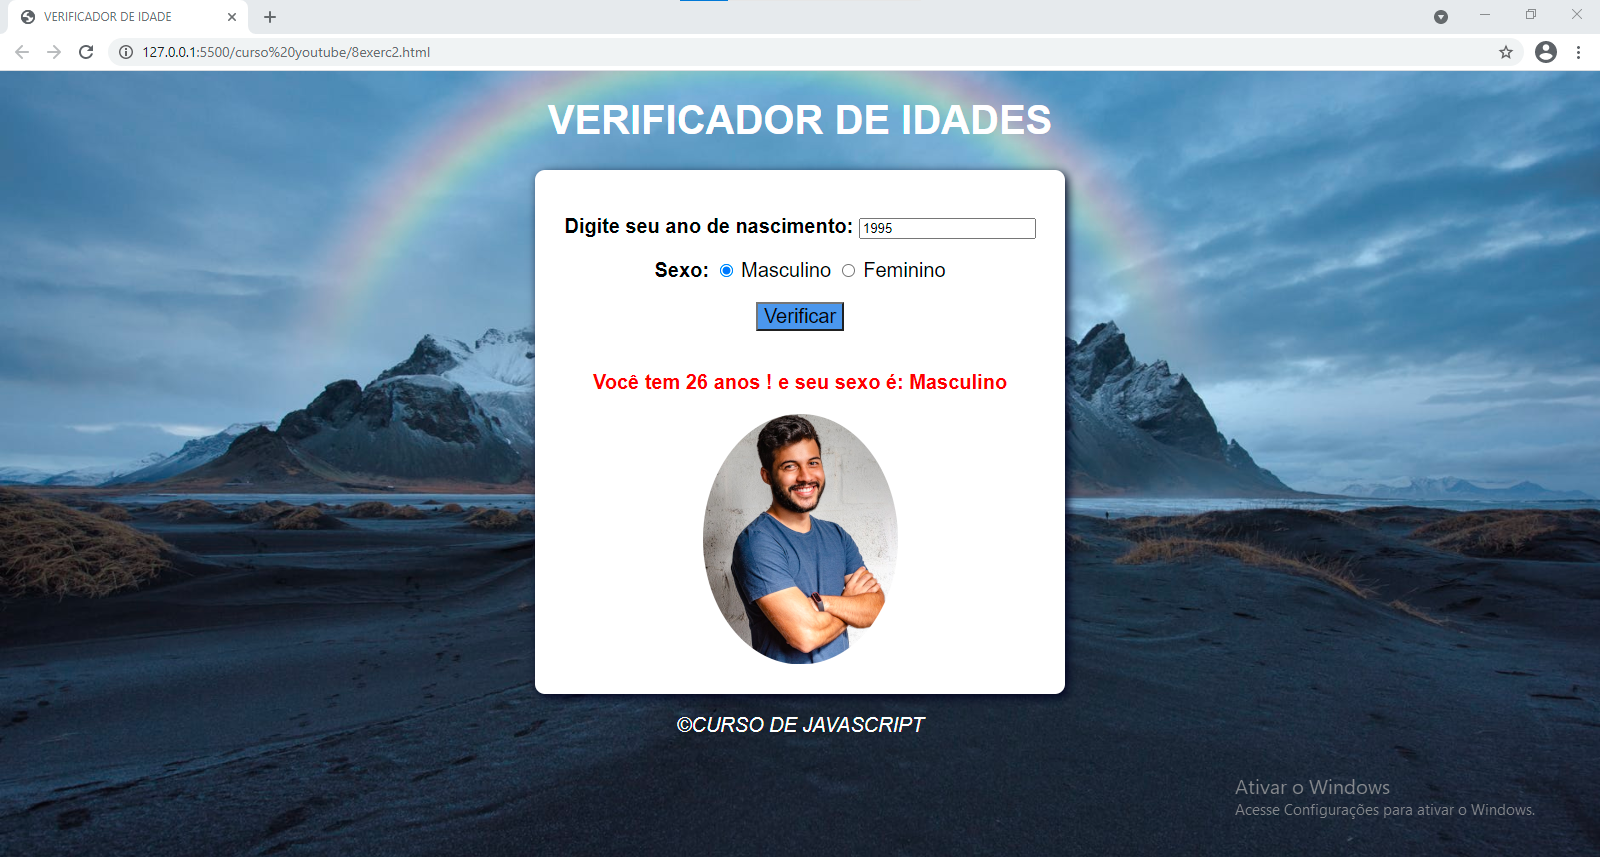 VERIFICADOR DE IDADE
127.0.0.1:5500/curso%20youtube/8exerc2.html
VERIFICADOR DE IDADES
Digite seu ano de nascimento: 1995
Sexo: Masculino Feminino
Verificar
Você tem 26 anos ! e seu sexo é: Masculino
©CURSO DE JAVASCRIPT
Ativar o Windows
Acesse Configurações para ativar o Windows.